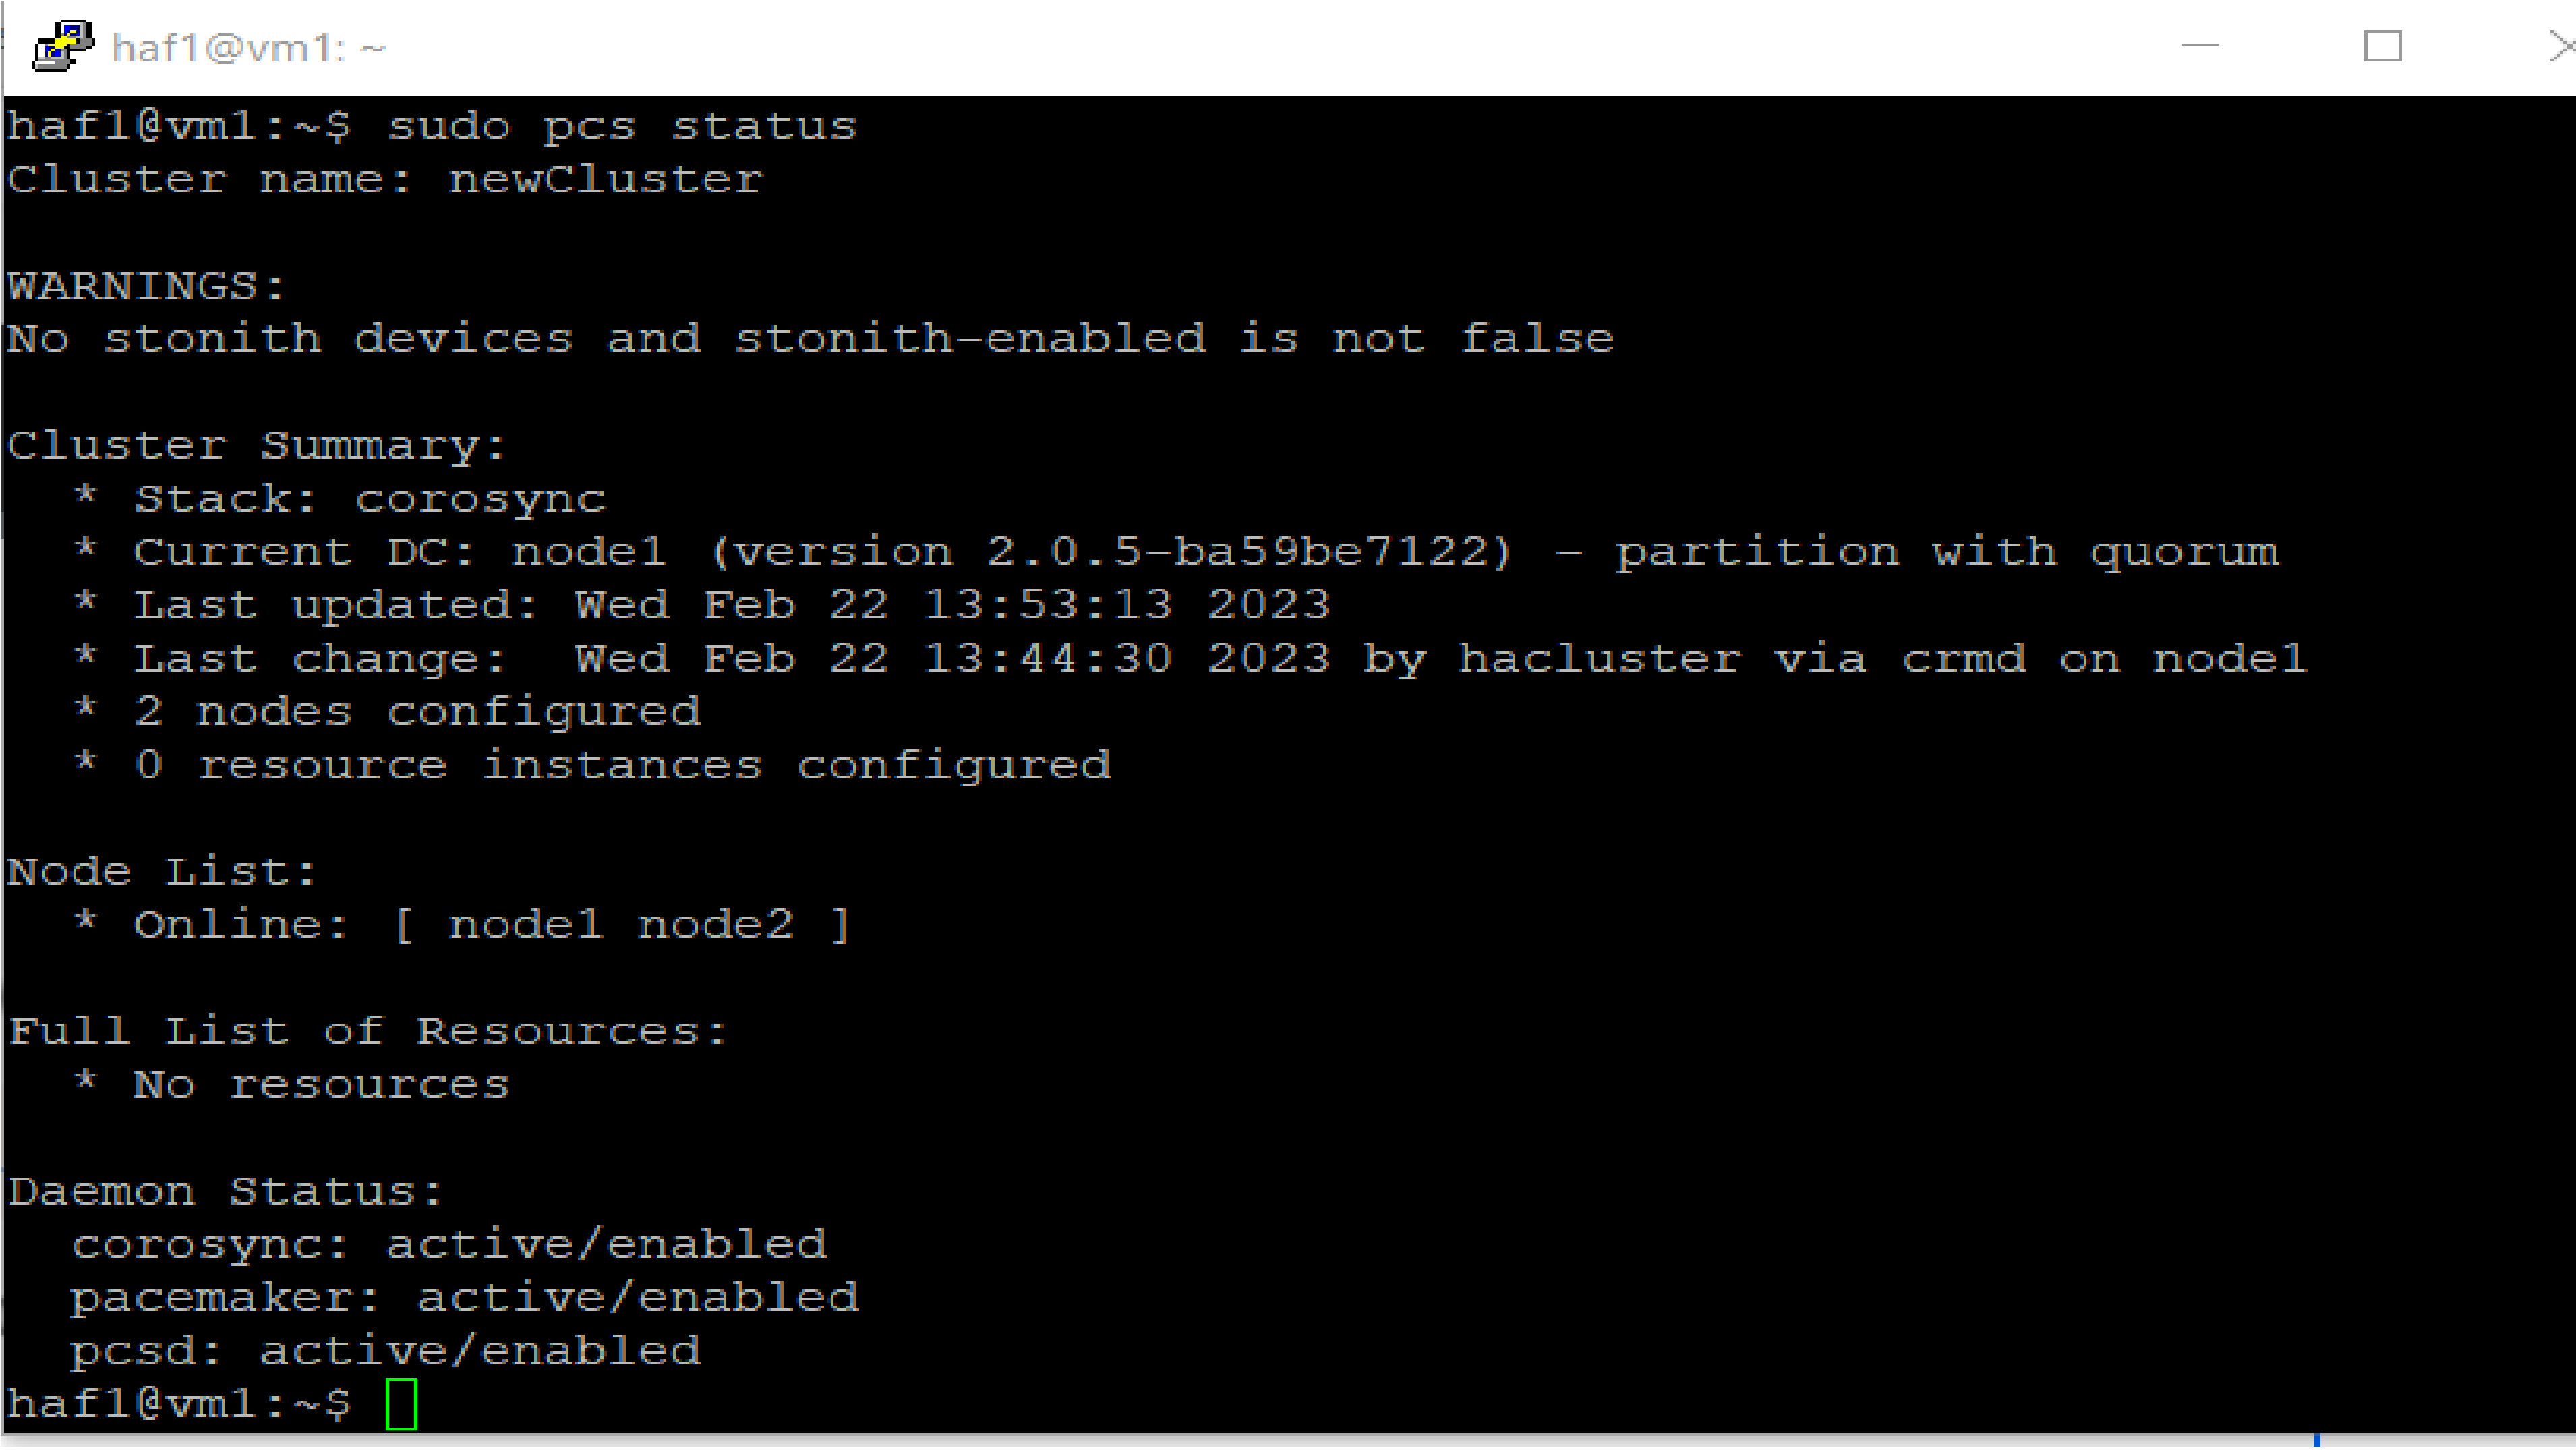 haf1@vm1: ~
haf1@vm1:~$ sudo pcs status
Cluster name: newCluster
WARNINGS:
No stonith devices and stonith-enabled is not false
Cluster Summary:
* Stack: corosync
* Current DC: node1 (version 2.0.5-ba59be7122) - partition with quorum
* Last updated: Wed Feb 22 13:53:13 2023
* Last change:  Wed Feb 22 13:44:30 2023 by hacluster via crmd on node1
* 2 nodes configured
* 0 resource instances configured
Node List:
* Online: [ node1 node2 ]
Full List of Resources:
* No resources
Daemon Status:
corosync: active/enabled
pacemaker: active/enabled
pcsd: active/enabled
haf1@vm1:~$